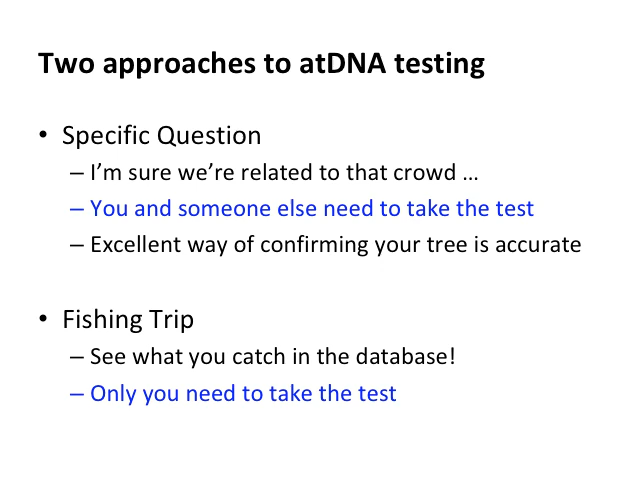 Two approaches to atDNA testing
• Specific Question
– I’m sure we’re related to that crowd …
– You and someone else need to take the test
– Excellent way of confirming your tree is accurate
• Fishing Trip
– See what you catch in the database!
– Only you need to take the test